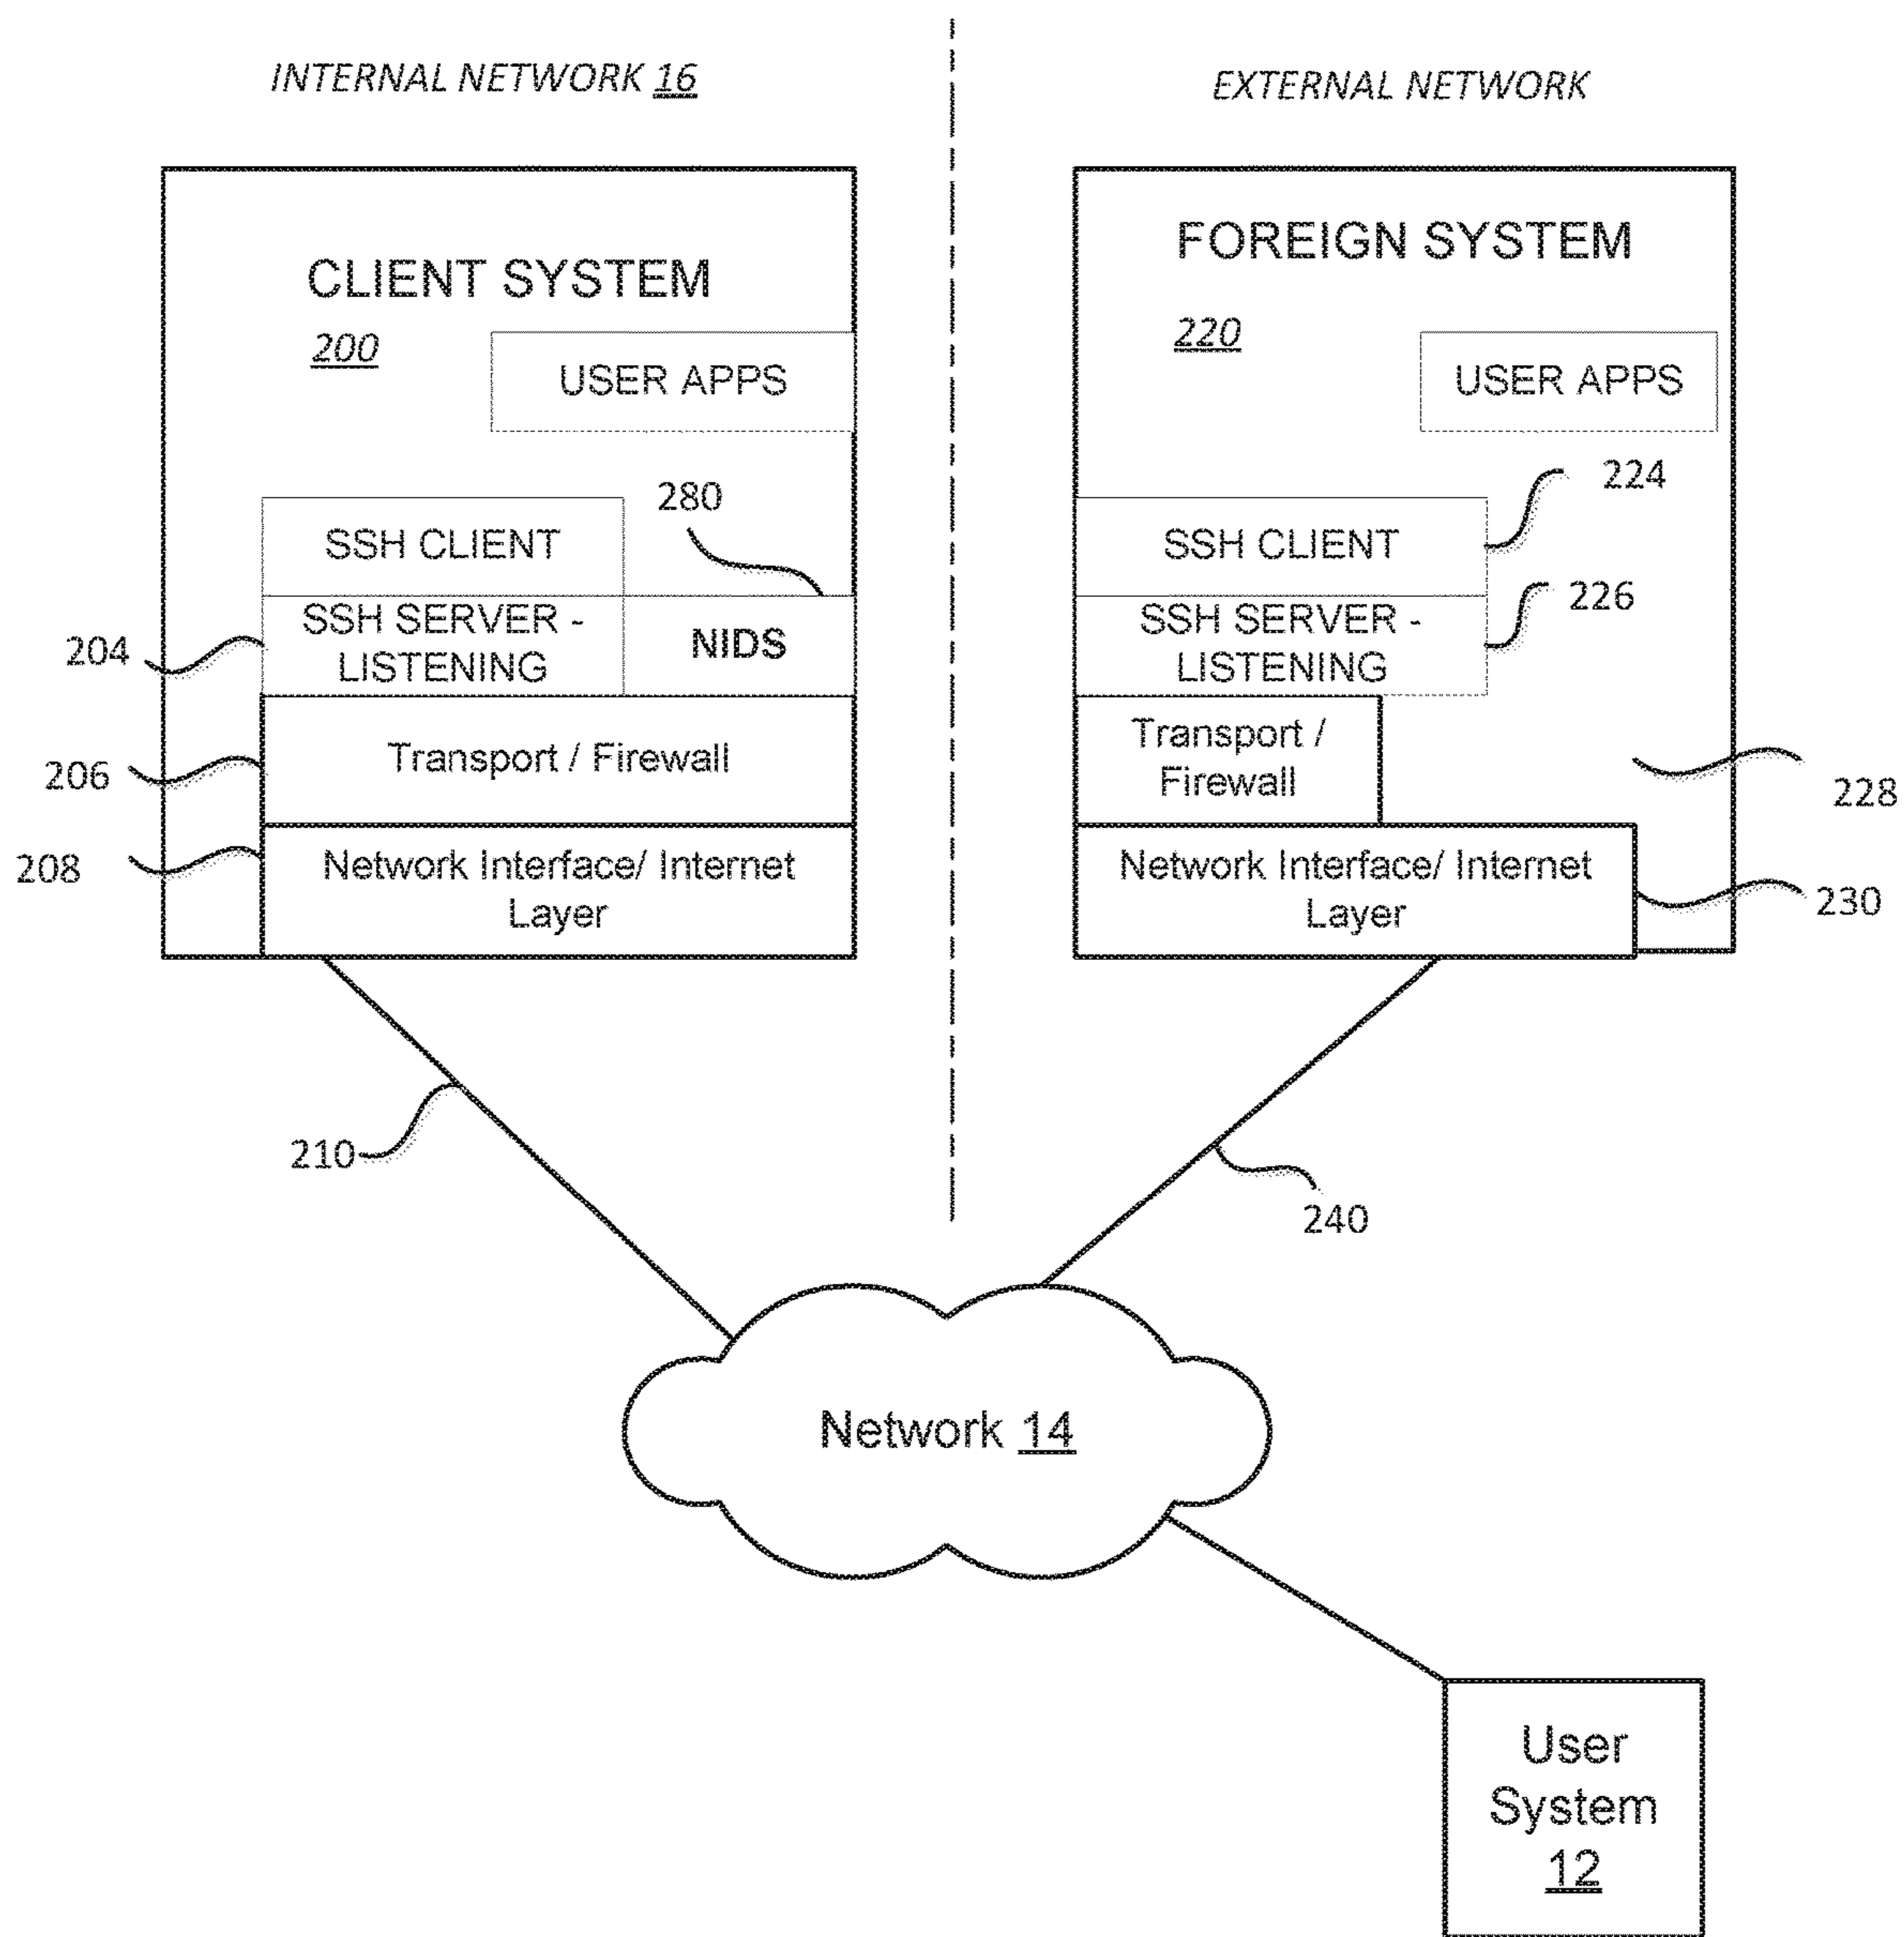 INTERNAL NETWORK 16
EXTERNAL NETWORK
CLIENT SYSTEM
200
USER APPS
280
SSH CLIENT
SSH SERVER -
LISTENING
NIDS
204
Transport / Firewall
206
Network Interface/ Internet
Layer
208
210
FOREIGN SYSTEM
220
USER APPS
224
SSH CLIENT
226
SSH SERVER -
LISTENING
Transport /
Firewall
228
Network Interface/ Internet
Layer
230
240
Network 14
User
System
12